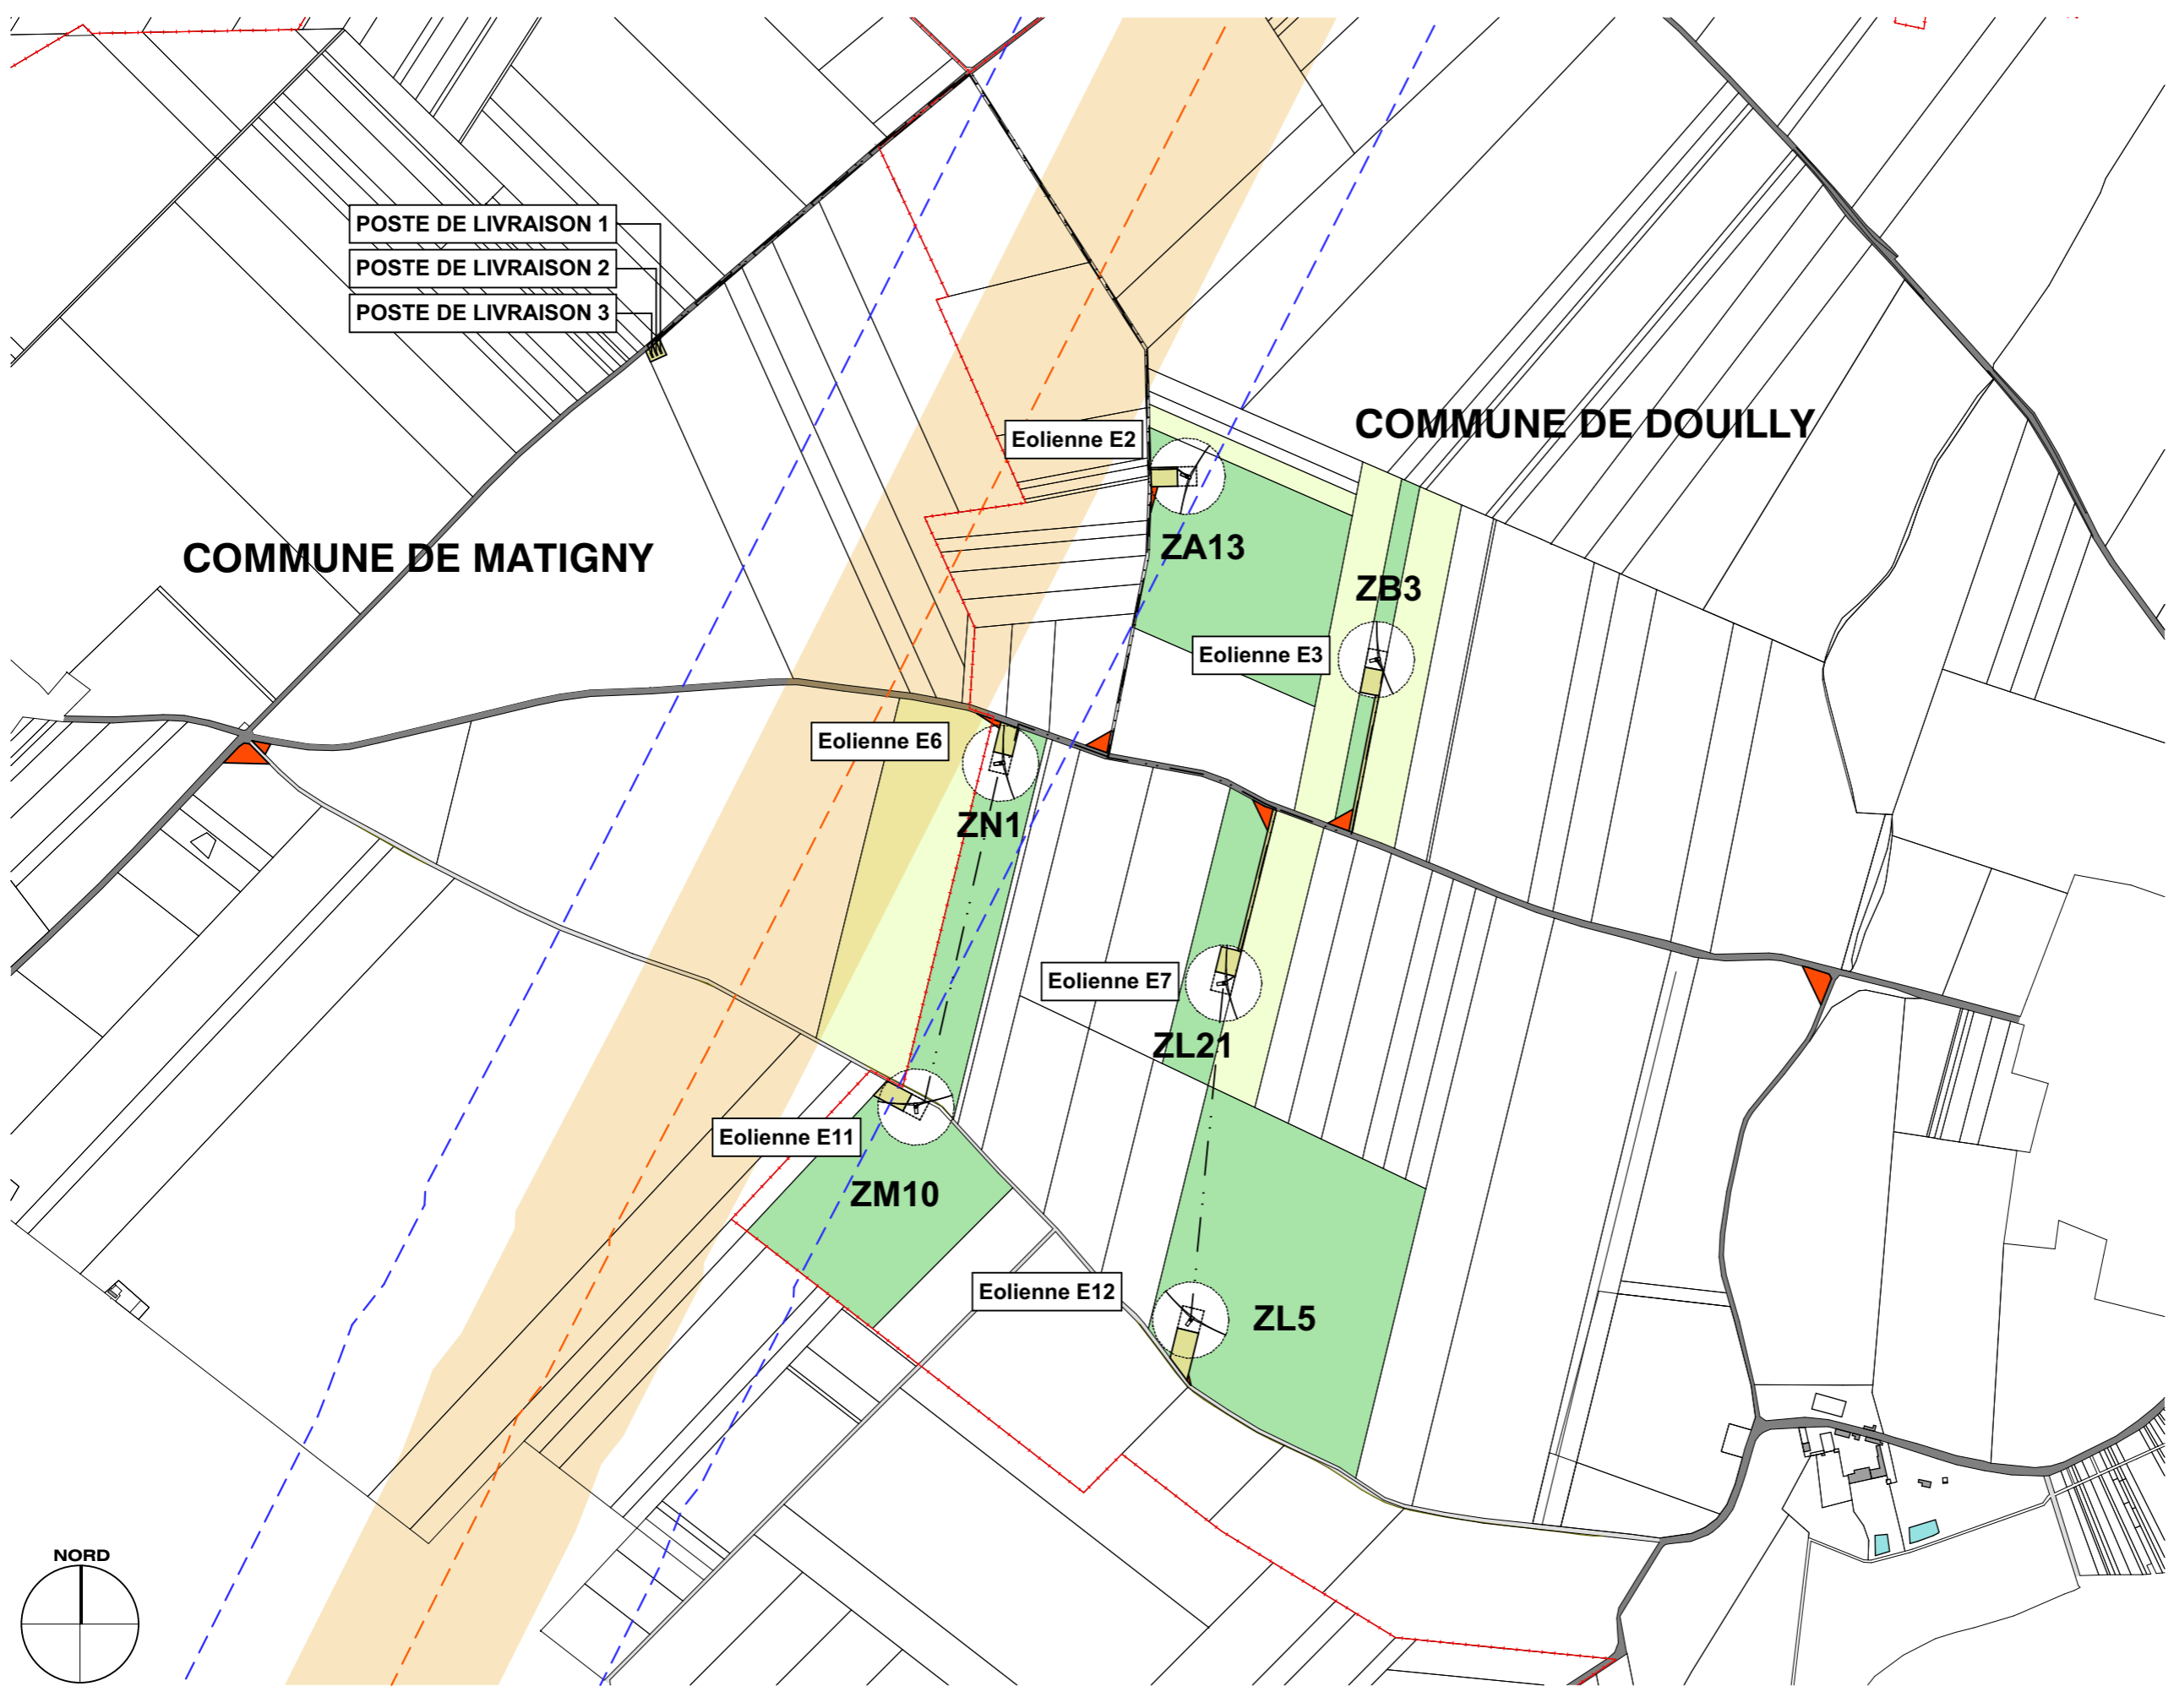 POSTE DE LIVRAISON 1
POSTE DE LIVRAISON 2
POSTE DE LIVRAISON 3
COMMUNE DE DOUILLY
Eolienne E2
COMMUNE DE MATIGNY
ZA13
ZB3
Eolienne E3
Eolienne E6
ZN1
Eolienne E7
ZL21
Eolienne E11
ZM10
Eolienne E12
ZL5
NORD